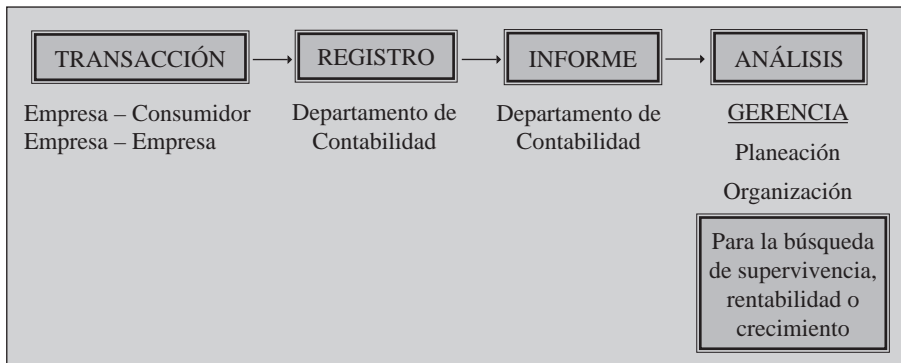 TRANSACCIÓN
REGISTRO
INFORME
ANÁLISIS
Empresa – Consumidor
Empresa – Empresa
Departamento de
Contabilidad
Departamento de
Contabilidad
GERENCIA
Planeación
Organización
Para la búsqueda
de supervivencia,
rentabilidad o
crecimiento